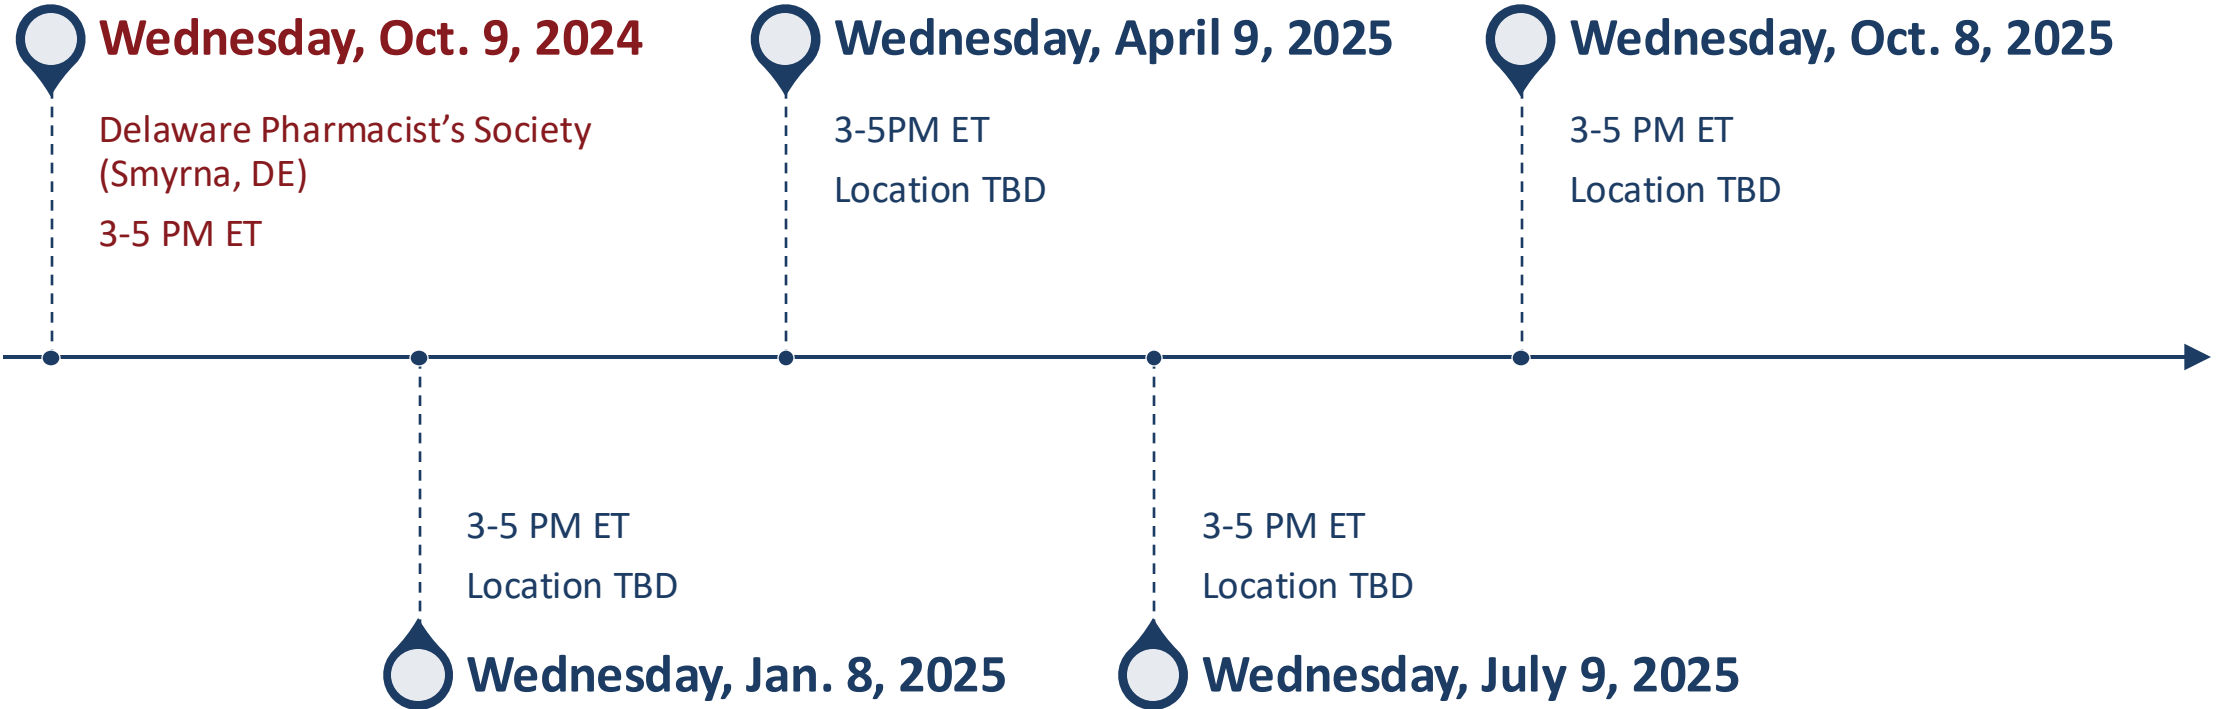 Wednesday, Oct. 9, 2024
Delaware Pharmacist’s Society
(Smyrna, DE)
3-5 PM ET
3-5 PM ET
Location TBD
Wednesday, Jan. 8, 2025
Wednesday, April 9, 2025
3-5PM ET
Location TBD
3-5 PM ET
Location TBD
Wednesday, July 9, 2025
Wednesday, Oct. 8, 2025
3-5 PM ET
Location TBD